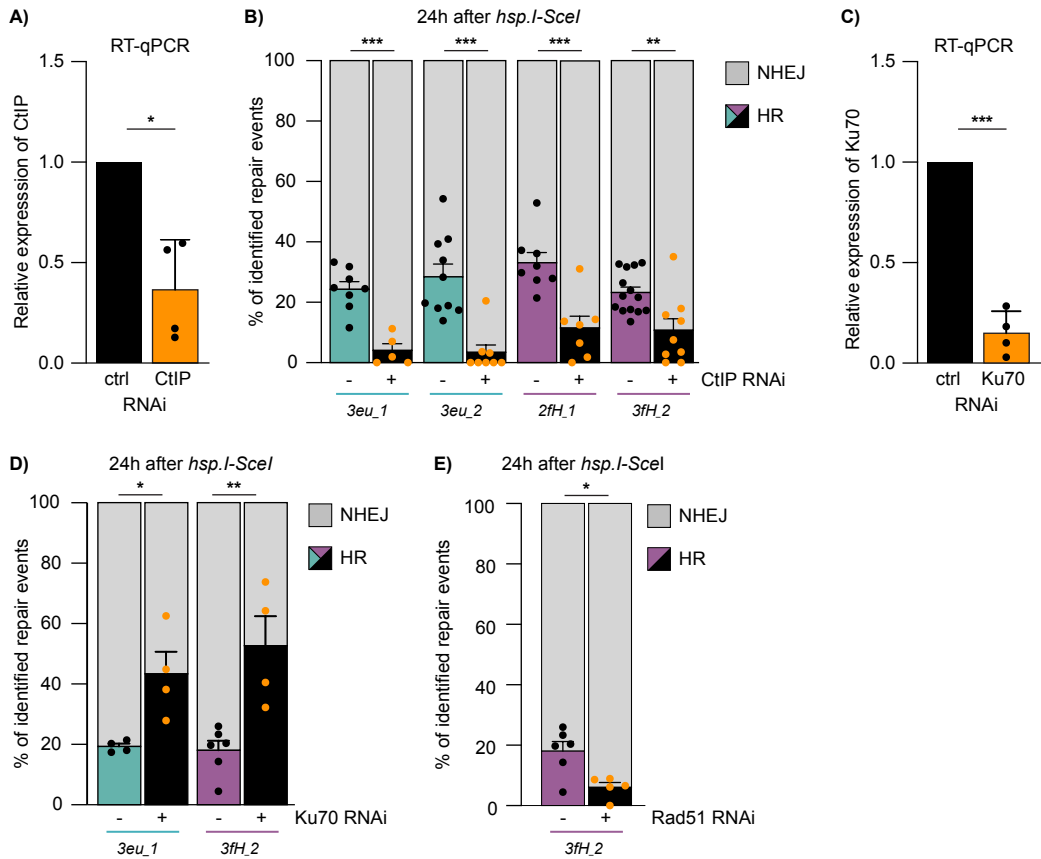 A)
RT-qPCR
Relative expresssion of CtIP
1.5
1.0
0.5
0.0
*
ctrl CtIP
RNAi
B)
24h after hsp.I-SceI
% of identified repair events
100
80
60
40
20
0
*** *** *** **
NHEJ
HR
- + - + - + - + CtIP RNAi
3eu_1 3eu_2 2fH_1 3fH_2
C)
RT-qPCR
Relative expresssion of Ku70
1.5
1.0
0.5
0.0
***
ctrl Ku70
RNAi
D)
24h after hsp.I-SceI
% of identified repair events
100
80
60
40
20
0
* **
NHEJ
HR
- + - + Ku70 RNAi
3eu_1 3fH_2
E)
24h after hsp.I-SceI
% of identified repair events
100
80
60
40
20
0
*
NHEJ
HR
- + Rad51 RNAi
3fH_2